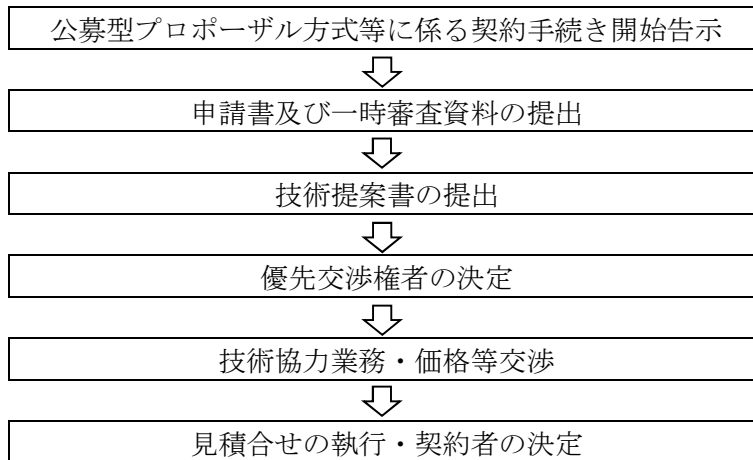 公募型プロポーザル方式等に係る契約手続き開始告示
申請書及び一時審査資料の提出
技術提案書の提出
優先交渉権者の決定
技術協力業務・価格等交渉
見積合せの執行・契約者の決定